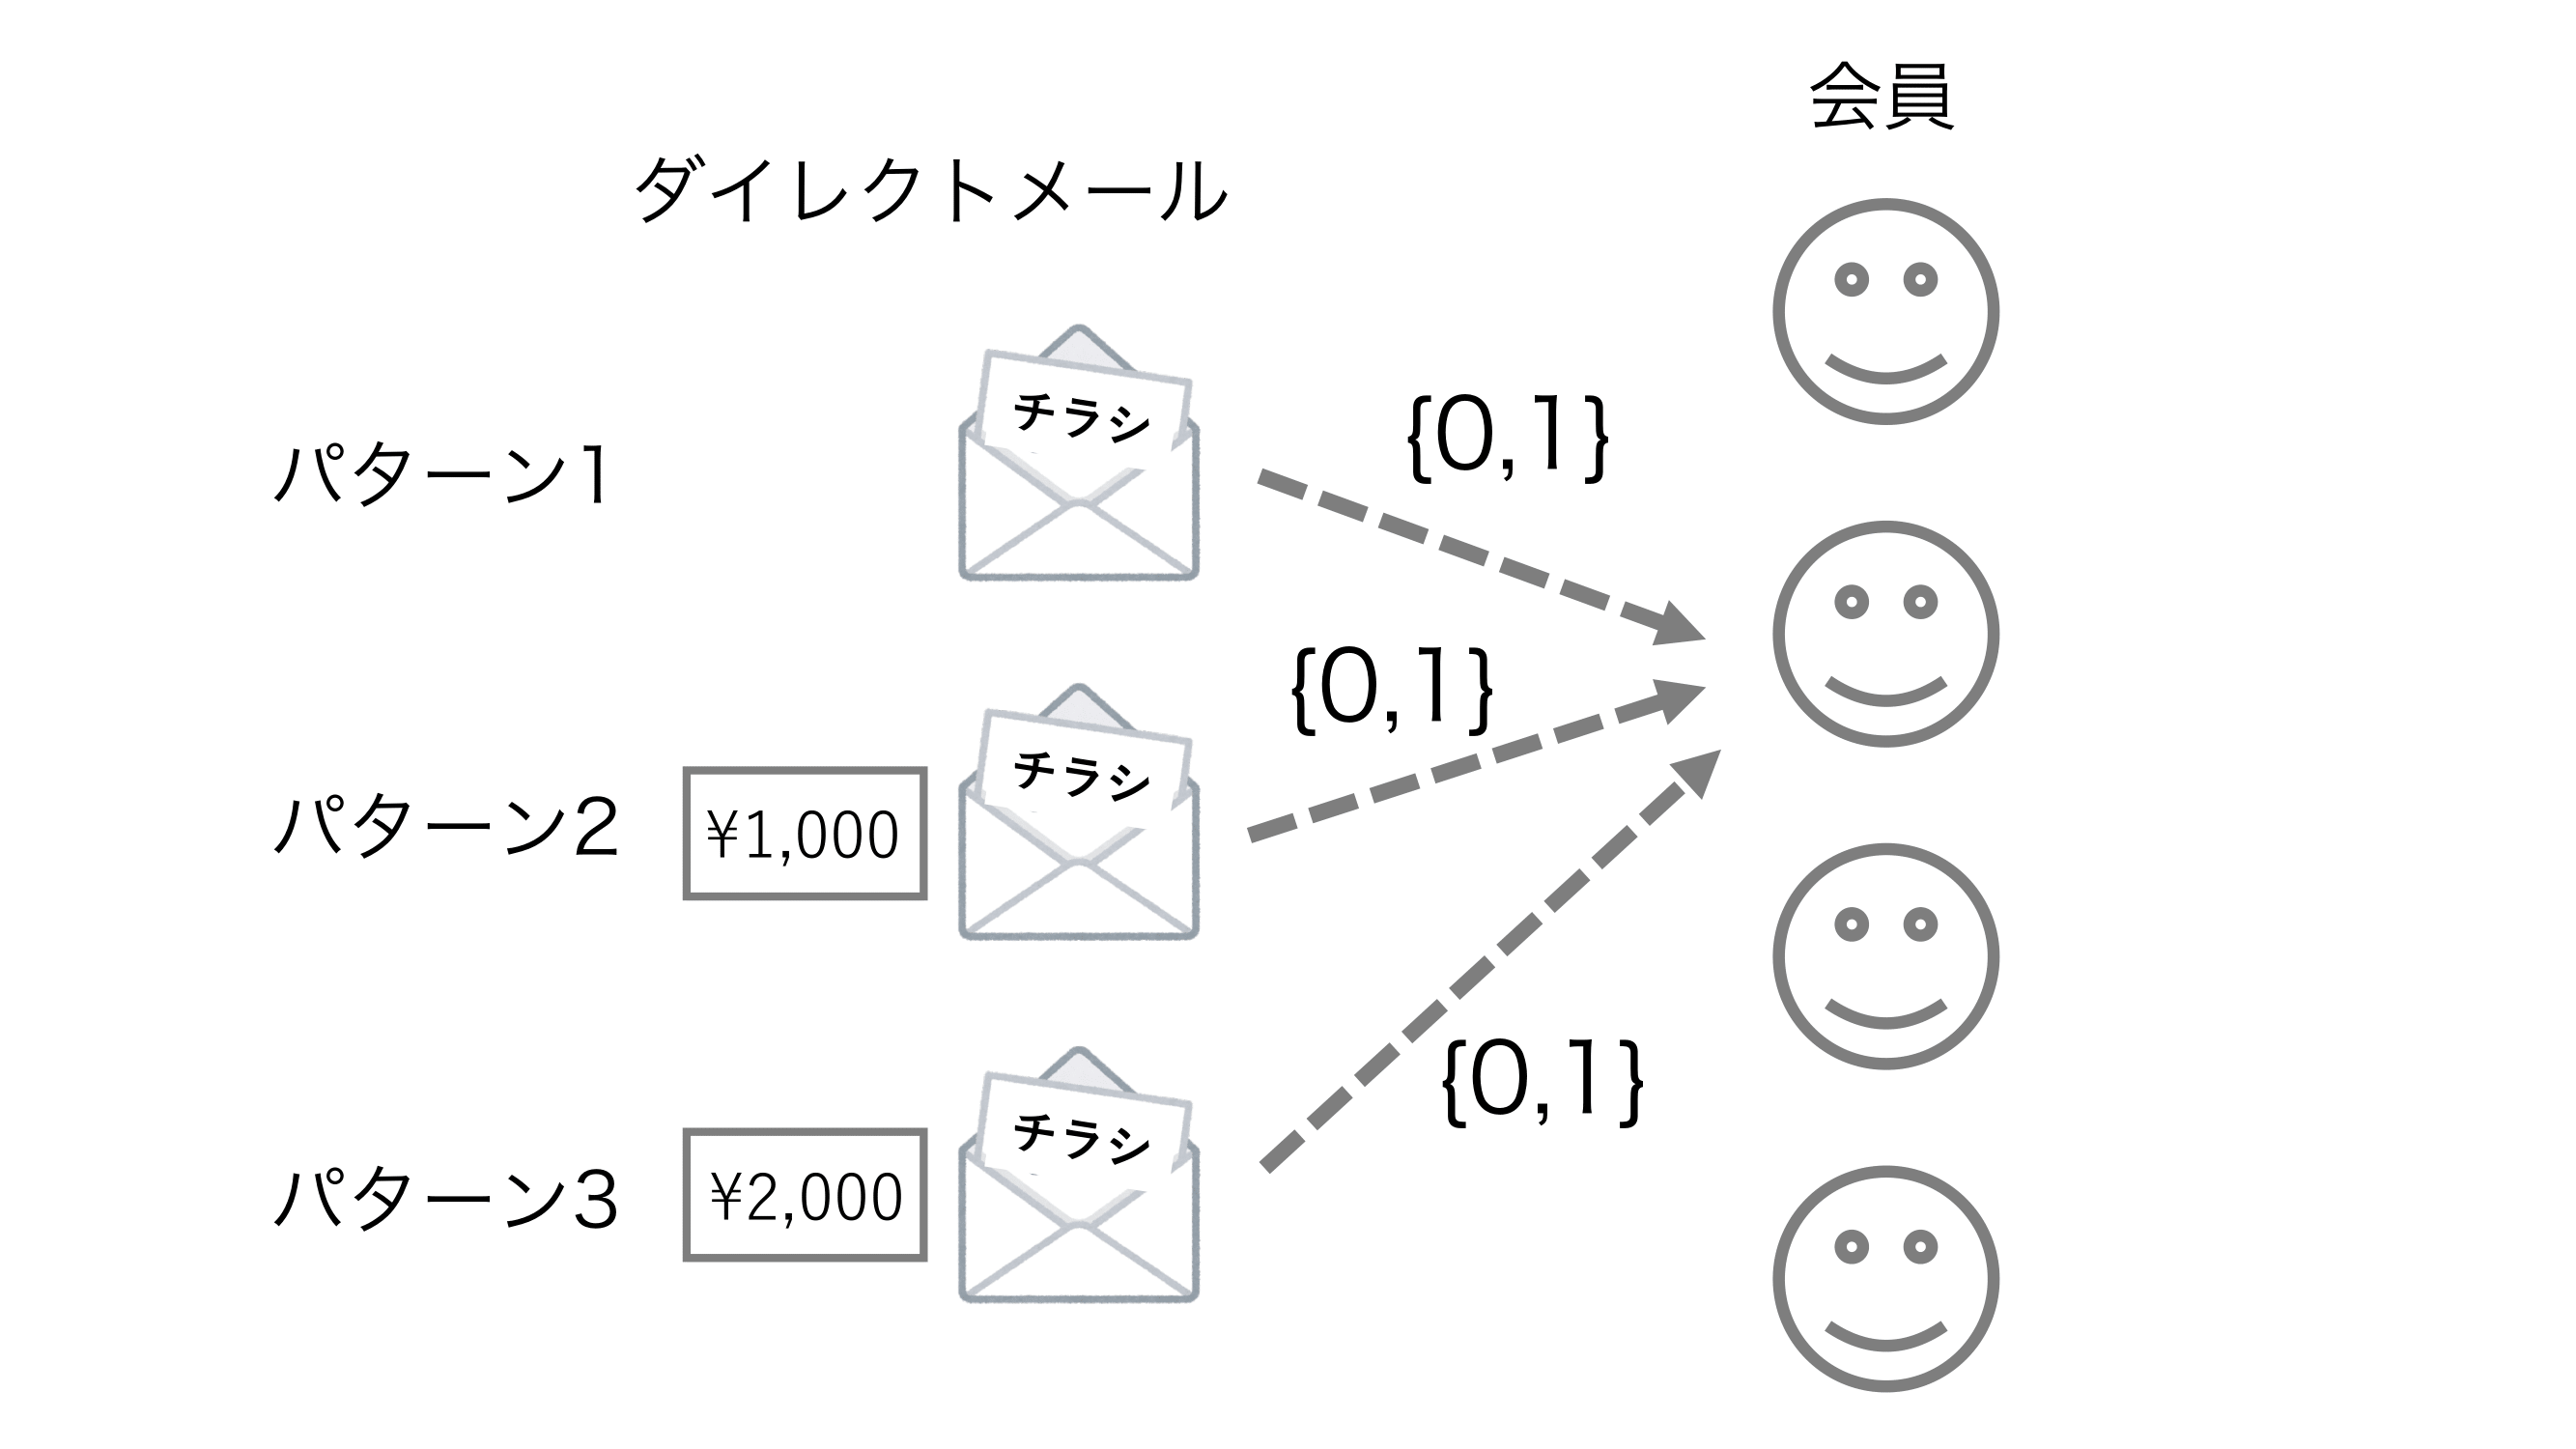 会員
ダイレクトメール
チラシ
{0,1}
パターン1
{0,1}
チラシ
パターン2
¥1,000
{0,1}
チラシ
パターン3
¥2,000